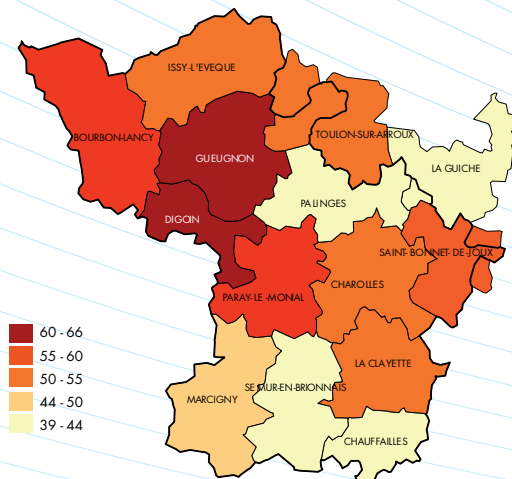 ISSY-L'EVEQUE
BOURBON-LANCY
TOULON-SUR-ARROUX
GUEUGNON
LA GUICHE
PALINGES
DIGOIN
SAINT-BONNET-DE-JOUX
CHAROLLES
PARAY-LE-MONIAL
LA CLAYETTE
SEMUR-EN-BRIONNAIS
MARCIGNY
CHAUFFAILLES
60 - 66
55 - 60
50 - 55
44 - 50
39 - 44